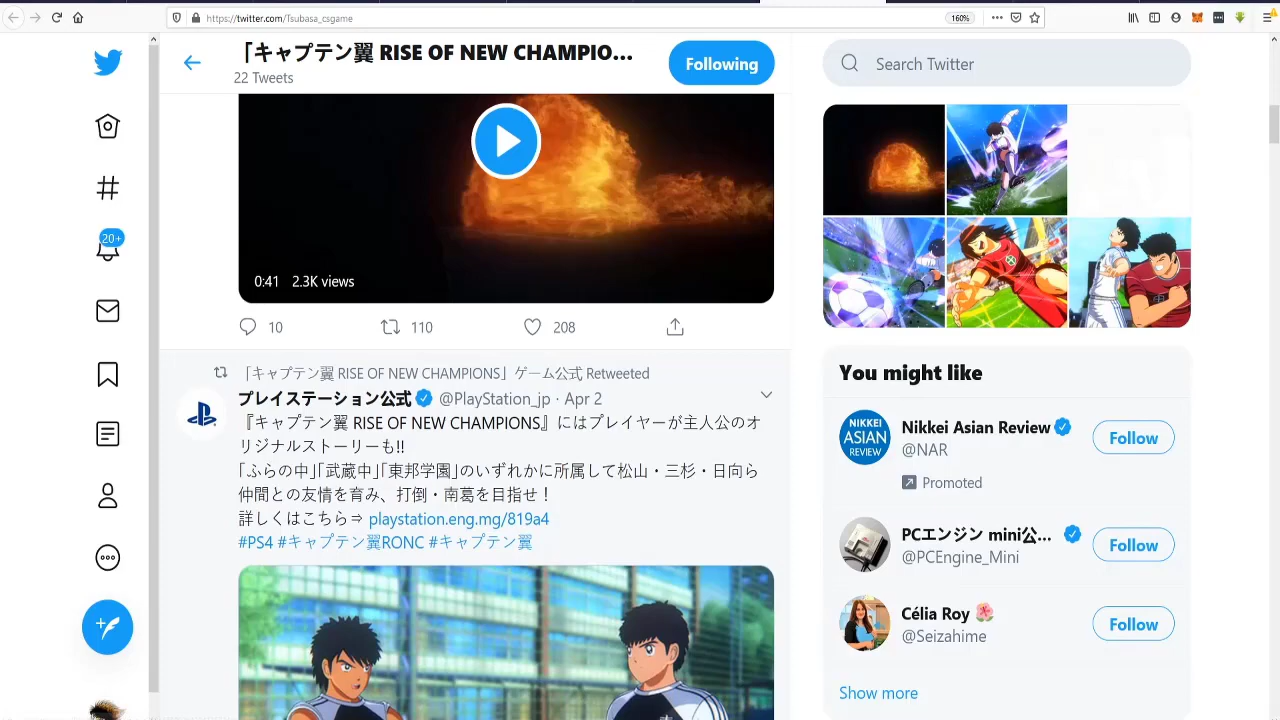 https://twitter.com/Tsubasa_csgame
160%
「キャプテン翼 RISE OF NEW CHAMPIO...
22 Tweets
Following
Search Twitter
20+
0:41 2.3K views
10 110 208
「キャプテン翼 RISE OF NEW CHAMPIONS」ゲーム公式 Retweeted
プレイステーション公式 @PlayStation_jp · Apr 2
『キャプテン翼 RISE OF NEW CHAMPIONS』にはプレイヤーが主人公のオ
リジナルストーリーも!!
「ふらの中」「武蔵中」「東邦学園」のいずれかに所属して松山・三杉・日向ら
仲間との友情を育み、打倒・南葛を目指せ！
詳しくはこちら⇒ playstation.eng.mg/819a4
#PS4 #キャプテン翼RONC #キャプテン翼
You might like
NIKKEI
ASIAN
REVIEW
Nikkei Asian Review
@NAR
Follow
Promoted
PCエンジン mini公...
@PCEngine_Mini
Follow
Célia Roy 🌺
@Seizahime
Follow
Show more